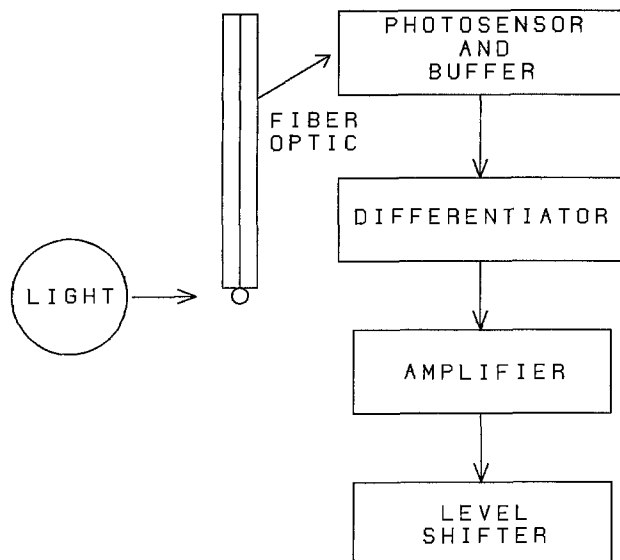 PHOTOSENSOR
AND
BUFFER
FIBER
OPTIC
DIFFERENTIATOR
LIGHT
AMPLIFIER
LEVEL
SHIFTER